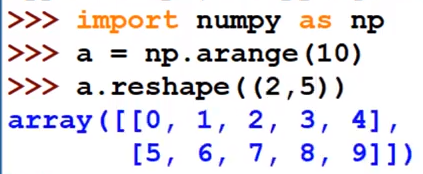 >>> import numpy as np
>>> a = np.arange(10)
>>> a.reshape((2,5))
array([[0, 1, 2, 3, 4],
       [5, 6, 7, 8, 9]])